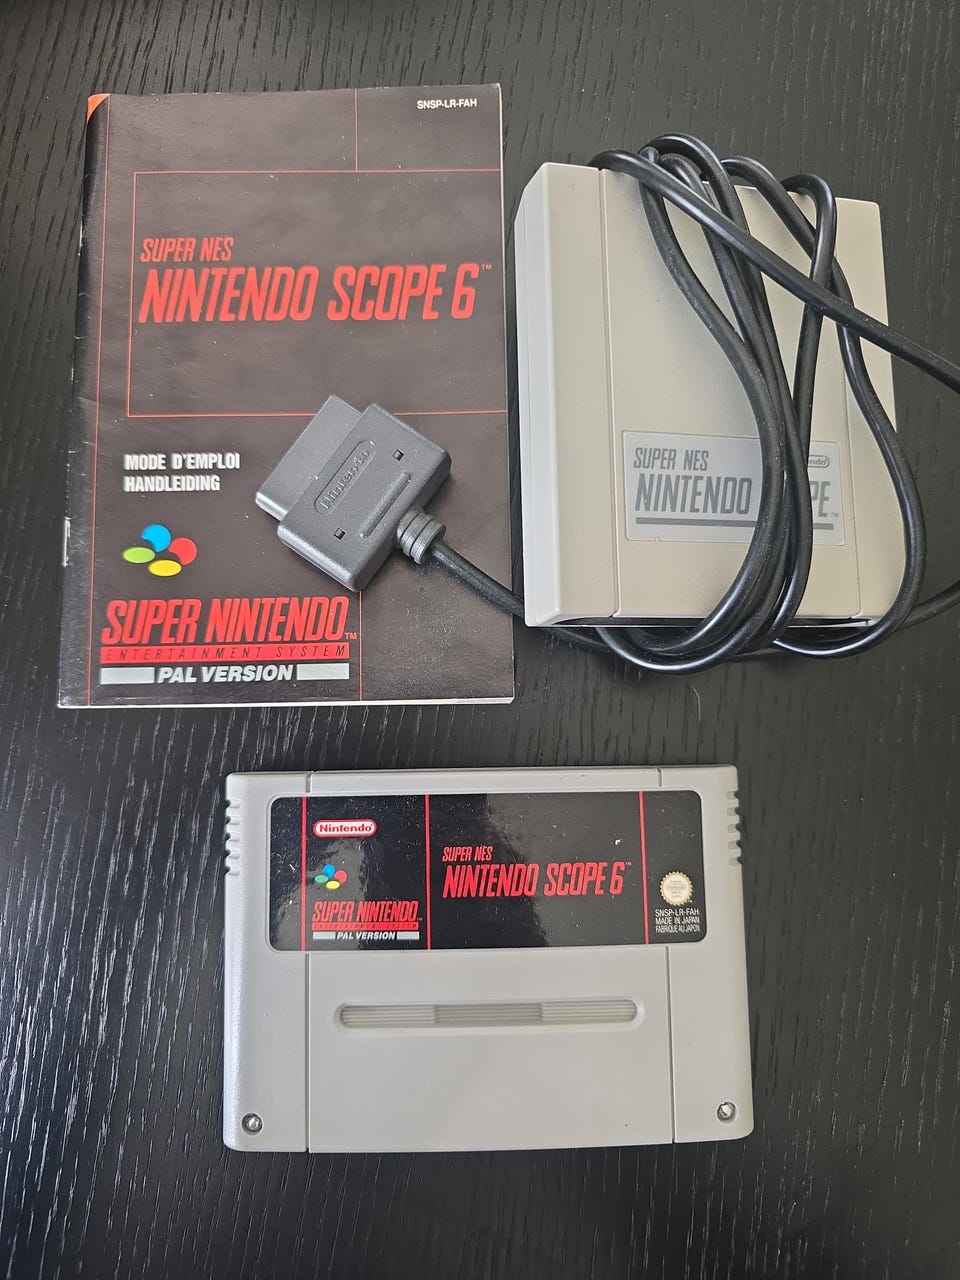 SNSP-LR-FAH
SUPER NES
NINTENDO SCOPE 6™
MODE D'EMPLOI
HANDLEIDING
SUPER NINTENDO™
ENTERTAINMENT SYSTEM
PAL VERSION
Nintendo
SUPER NES
NINTENDO
Nintendo
SUPER NES
NINTENDO SCOPE 6™
SUPER NINTENDO
ENTERTAINMENT SYSTEM
PAL VERSION
SNSP-LR-FAH
MADE IN JAPAN
FABRIQUE AU JAPON